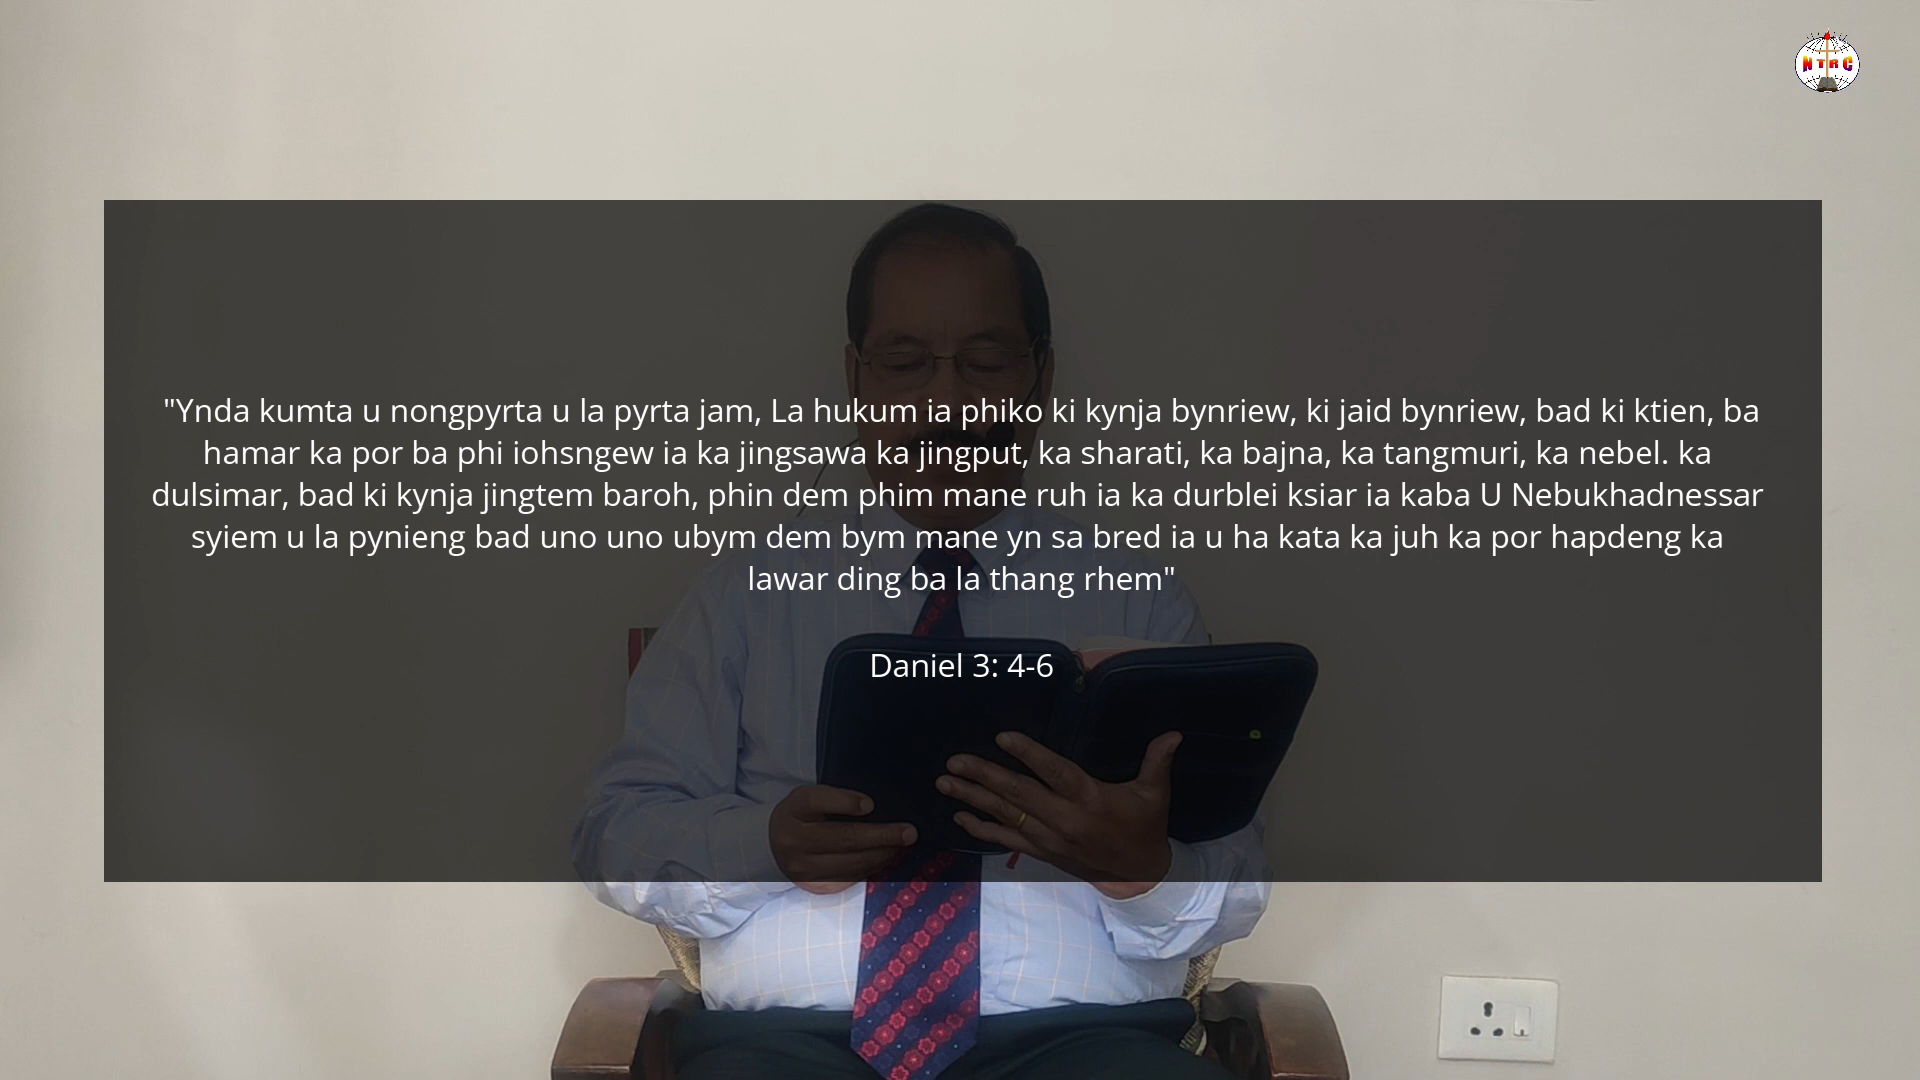 NTRC
"Ynda kumta u nongpyrta u la pyrta jam, La hukum ia phiko ki kynja bynriew, ki jaid bynriew, bad ki ktien, ba
hamar ka por ba phi iohsngew ia ka jingsawa ka jingput, ka sharati, ka bajna, ka tangmuri, ka nebel. ka
dulsimar, bad ki kynja jingtem baroh, phin dem phim mane ruh ia ka durblei ksiar ia kaba U Nebukhadnessar
syiem u la pynieng bad uno uno ubym dem bym mane yn sa bred ia u ha kata ka juh ka por hapdeng ka
lawar ding ba la thang rhem"
Daniel 3: 4-6